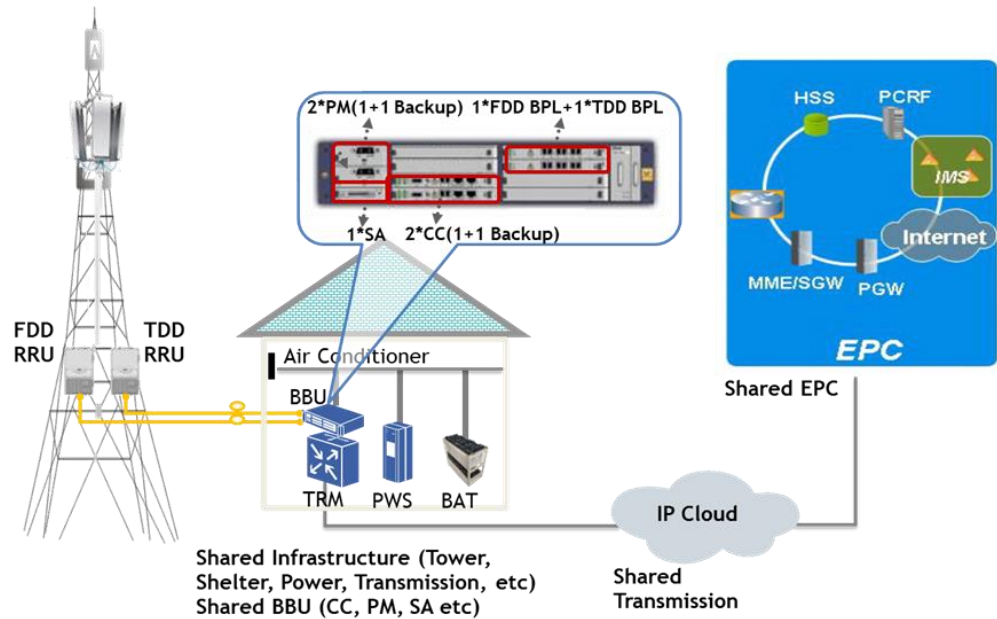 2*PM(1+1 Backup) 1*FDD BPL+1*TDD BPL
1*SA 2*CC(1+1 Backup)
FDD
RRU
TDD
RRU
Air Conditioner
BBU
TRM PWS BAT
Shared Infrastructure (Tower,
Shelter, Power, Transmission, etc)
Shared BBU (CC, PM, SA etc)
IP Cloud
Shared
Transmission
HSS PCRF
IMS
Internet
MME/SGW PGW
EPC
Shared EPC